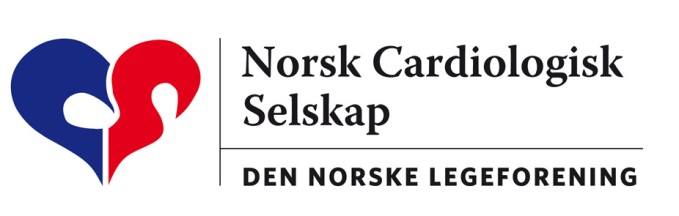 Norsk Cardiologisk
Selskap
DEN NORSKE LEGEFORENING